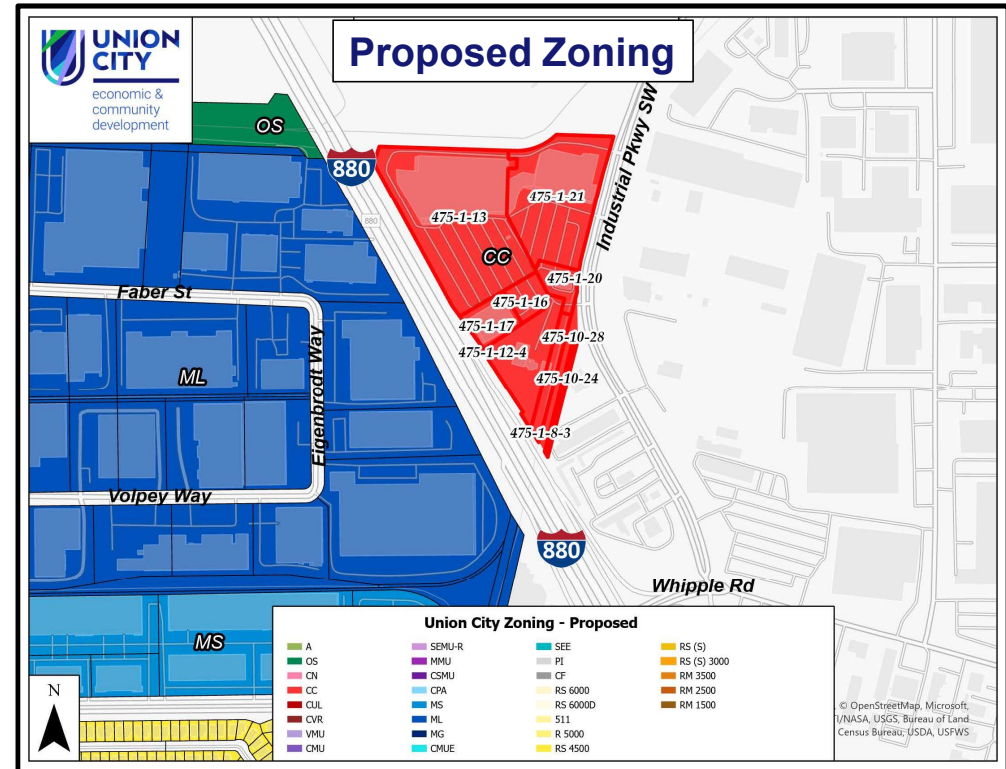 UNION
CITY
economic &
community
development
Proposed Zoning
OS
880
880
475-1-13
475-1-21
Industrial Pkwy SW
CC
475-1-20
475-1-16
475-1-17
475-10-28
475-1-12-4
475-10-24
475-1-8-3
Faber St
ML
Eigenbrodt Way
Volpey Way
880
Whipple Rd
MS
N
Union City Zoning - Proposed
A
OS
CN
CC
CUL
CVR
VMU
CMU
SEMU-R
MMU
CSMU
CPA
MS
ML
MG
CMUE
SEE
PI
CF
RS 6000
RS 6000D
511
R 5000
RS 4500
RS (S)
RS (S) 3000
RM 3500
RM 2500
RM 1500
© OpenStreetMap, Microsoft,
/NASA, USGS, Bureau of Land
Census Bureau, USDA, USFWS